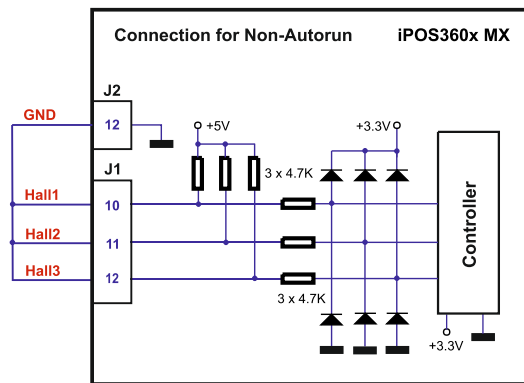 Connection for Non-Autorun iPOS360x MX
J2
GND
12
+5V
+3.3V
J1
3 x 4.7K
Hall1
10
Hall2
11
Hall3
12
3 x 4.7K
Controller
+3.3V